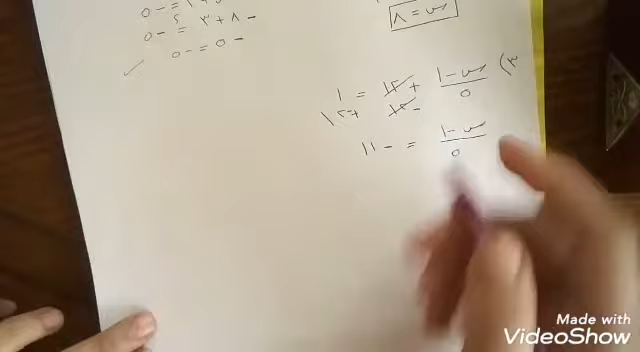 س = ٨
- ٨ + ٣ ≟ -٥
- ٥ = -٥ ✓
٣) س - ١ / ٥ + ١٢ = ١
- ١٢ - ١٢
س - ١ / ٥ = - ١١
Made with
VideoShow